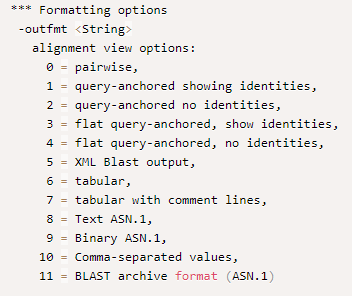 *** Formatting options
-outfmt <String>
alignment view options:
0 = pairwise,
1 = query-anchored showing identities,
2 = query-anchored no identities,
3 = flat query-anchored, show identities,
4 = flat query-anchored, no identities,
5 = XML Blast output,
6 = tabular,
7 = tabular with comment lines,
8 = Text ASN.1,
9 = Binary ASN.1,
10 = Comma-separated values,
11 = BLAST archive format (ASN.1)